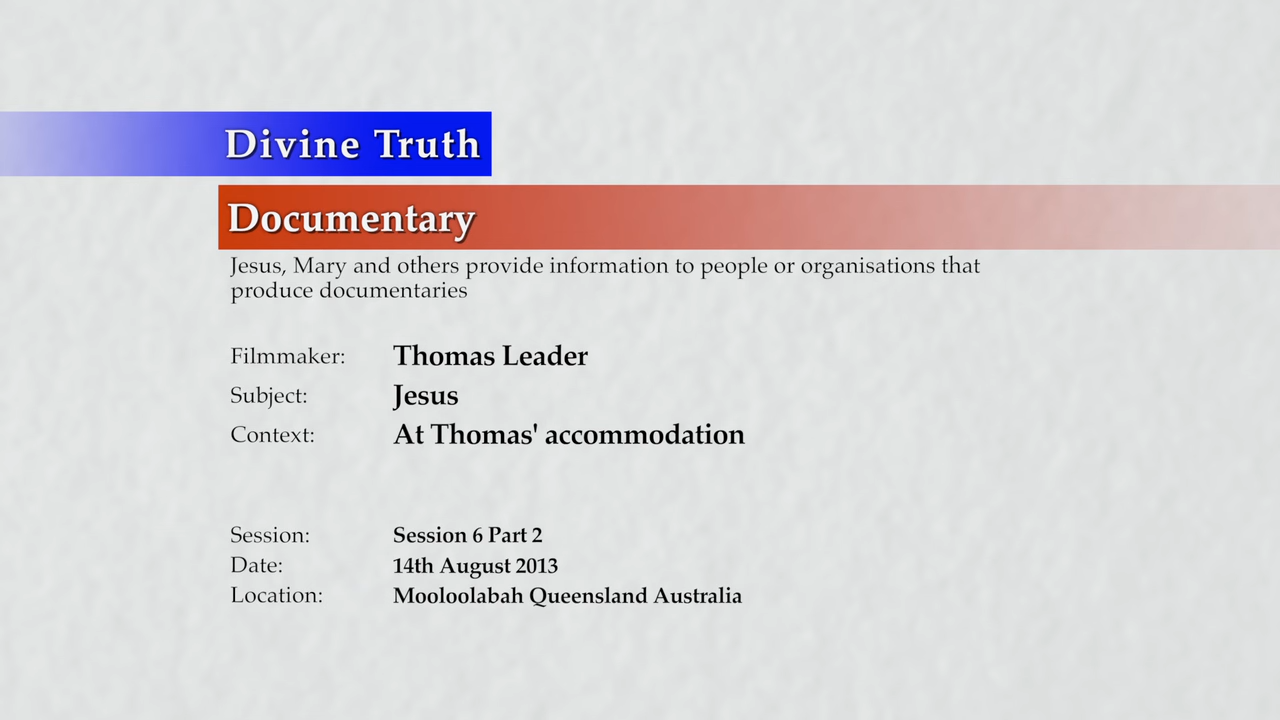 Divine Truth
Documentary
Jesus, Mary and others provide information to people or organisations that
produce documentaries
Filmmaker: Thomas Leader
Subject: Jesus
Context: At Thomas' accommodation
Session: Session 6 Part 2
Date: 14th August 2013
Location: Mooloolabah Queensland Australia